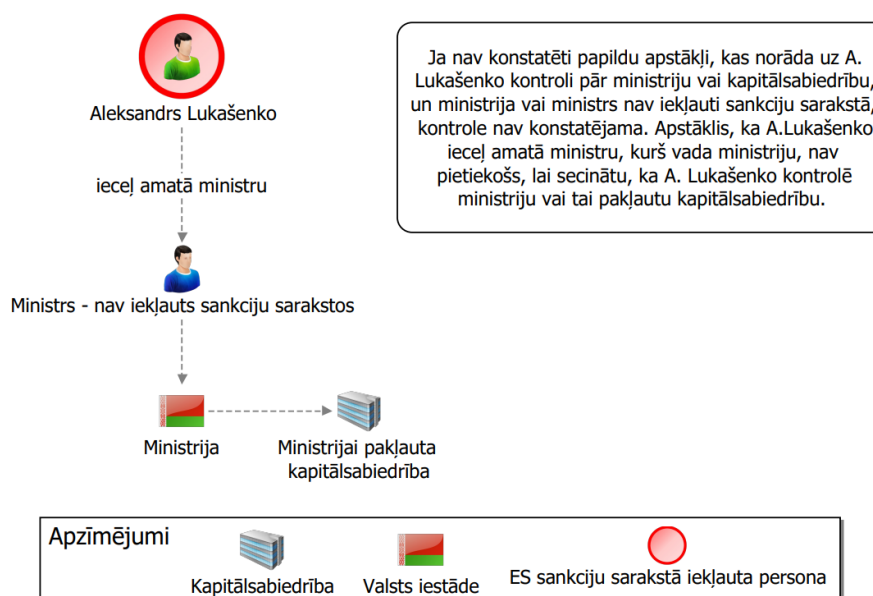 Aleksandrs Lukašenko
ieceļ amatā ministru
Ministrs - nav iekļauts sankciju sarakstos
Ministrija
Ministrijai pakļauta
kapitālsabiedrība
Ja nav konstatēti papildu apstākļi, kas norāda uz A.
Lukašenko kontroli pār ministriju vai kapitālsabiedrību,
un ministrija vai ministrs nav iekļauti sankciju sarakstā,
kontrole nav konstatējama. Apstāklis, ka A.Lukašenko
ieceļ amatā ministru, kurš vada ministriju, nav
pietiekošs, lai secinātu, ka A. Lukašenko kontrolē
ministriju vai tai pakļautu kapitālsabiedrību.
Apzīmējumi
Kapitālsabiedrība
Valsts iestāde
ES sankciju sarakstā iekļauta persona